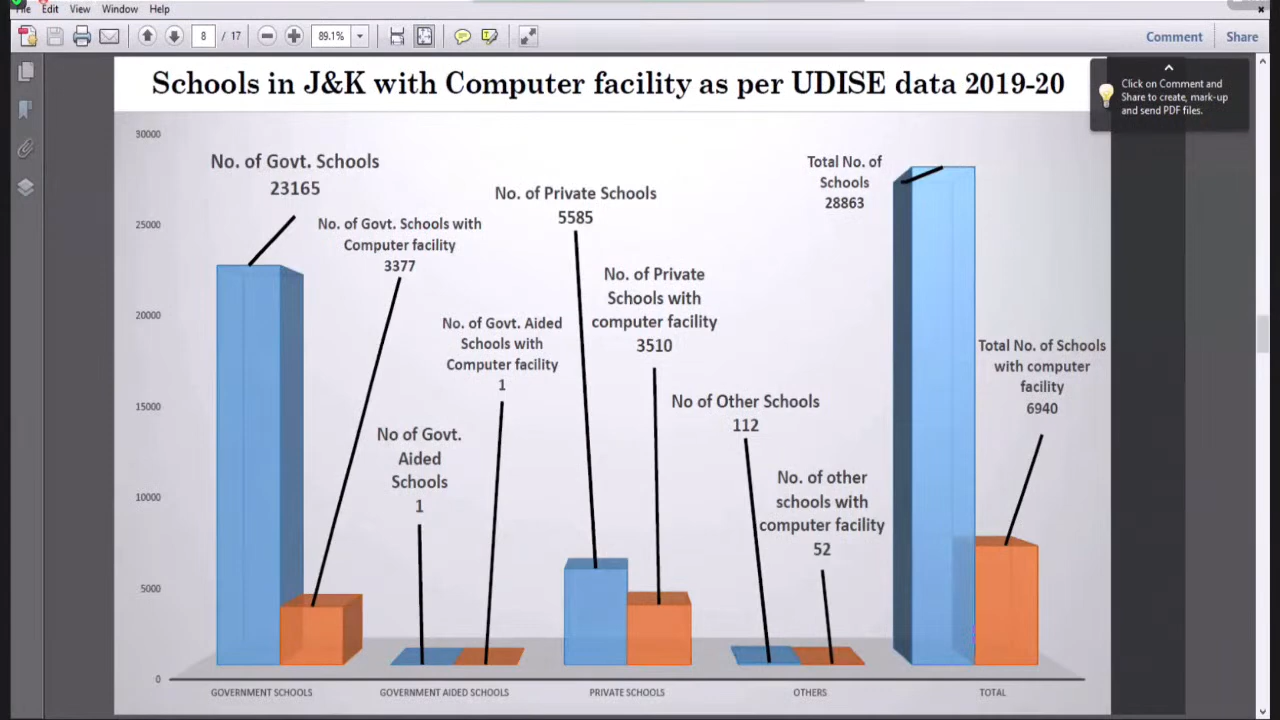 File Edit View Window Help
8 / 17
89.1%
Comment
Share
Click on Comment and
Share to create, mark-up
and send PDF files.
Schools in J&K with Computer facility as per UDISE data 2019-20
30000
25000
20000
15000
10000
5000
0
No. of Govt. Schools
23165
No. of Govt. Schools with
Computer facility
3377
No of Govt.
Aided
Schools
1
No. of Govt. Aided
Schools with
Computer facility
1
No. of Private Schools
5585
No. of Private
Schools with
computer facility
3510
No of Other Schools
112
No. of other
schools with
computer facility
52
Total No. of
Schools
28863
Total No. of Schools
with computer
facility
6940
GOVERNMENT SCHOOLS
GOVERNMENT AIDED SCHOOLS
PRIVATE SCHOOLS
OTHERS
TOTAL